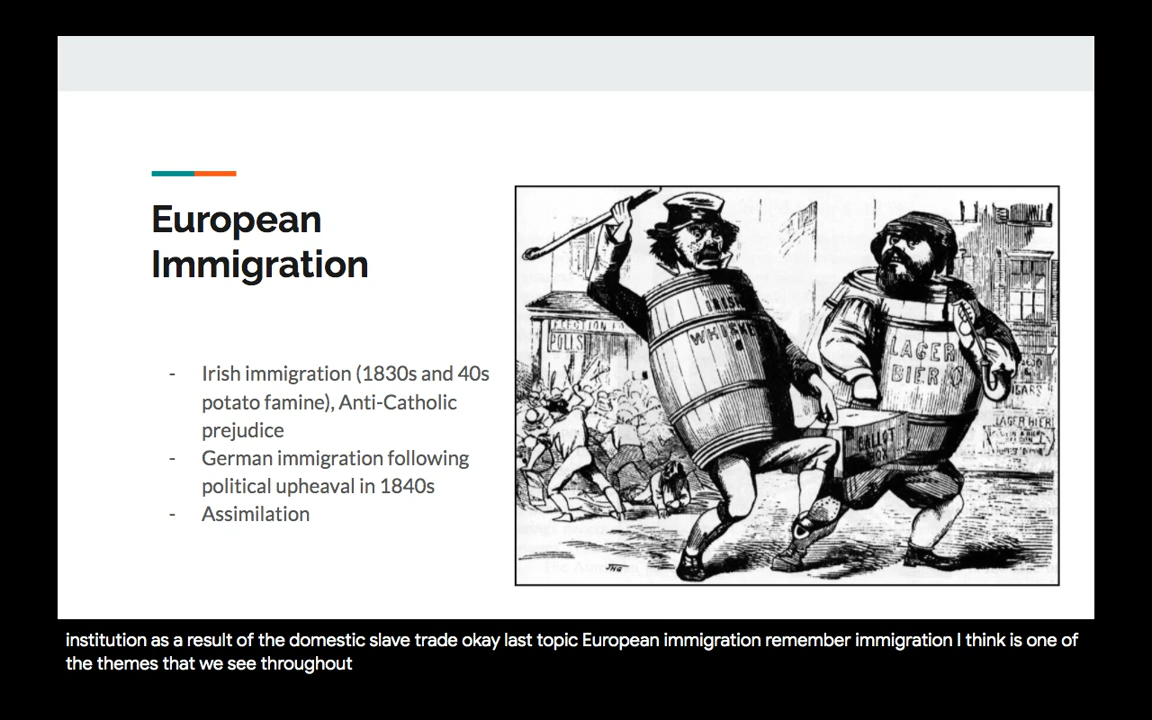 European
Immigration
- Irish immigration (1830s and 40s
potato famine), Anti-Catholic
prejudice
- German immigration following
political upheaval in 1840s
- Assimilation
ELECTION
POLLS
IRISH
WHISKEY
LAGER
BIER
BALLOT
BOX
CIGARS
LAGER BIER
institution as a result of the domestic slave trade okay last topic European immigration remember immigration I think is one of
the themes that we see throughout